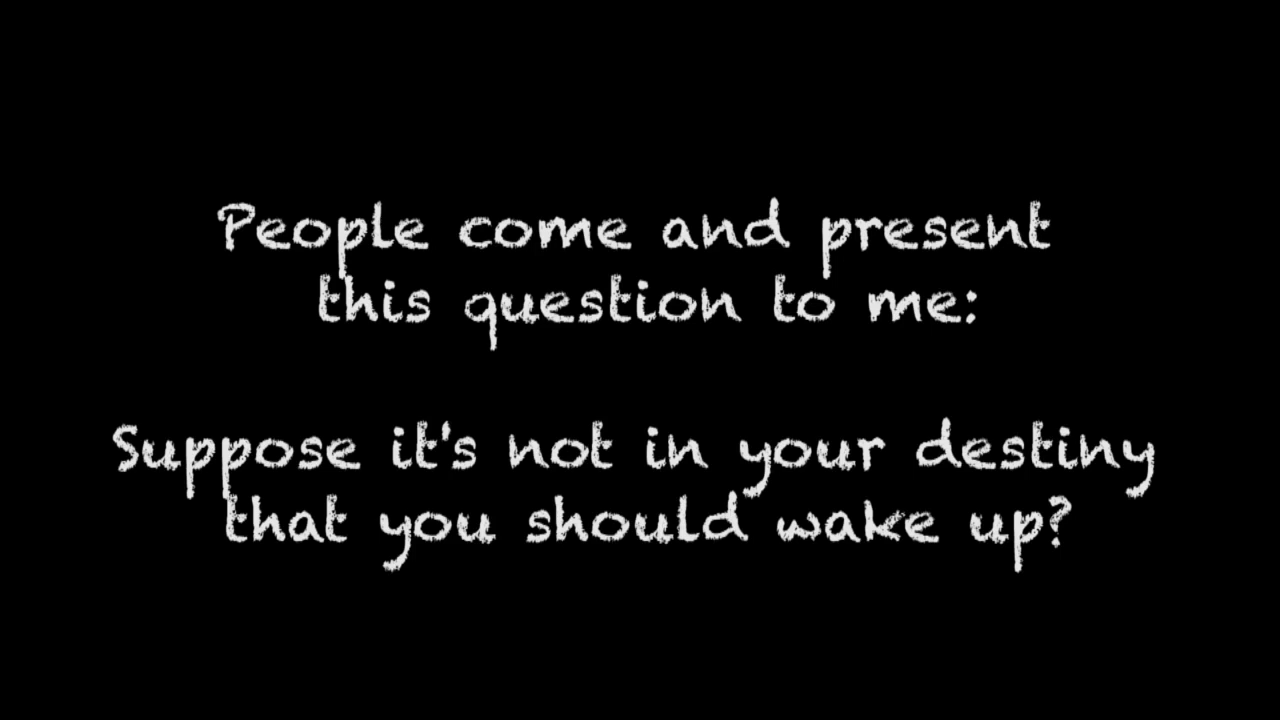 People come and present
this question to me:
Suppose it's not in your destiny
that you should wake up?